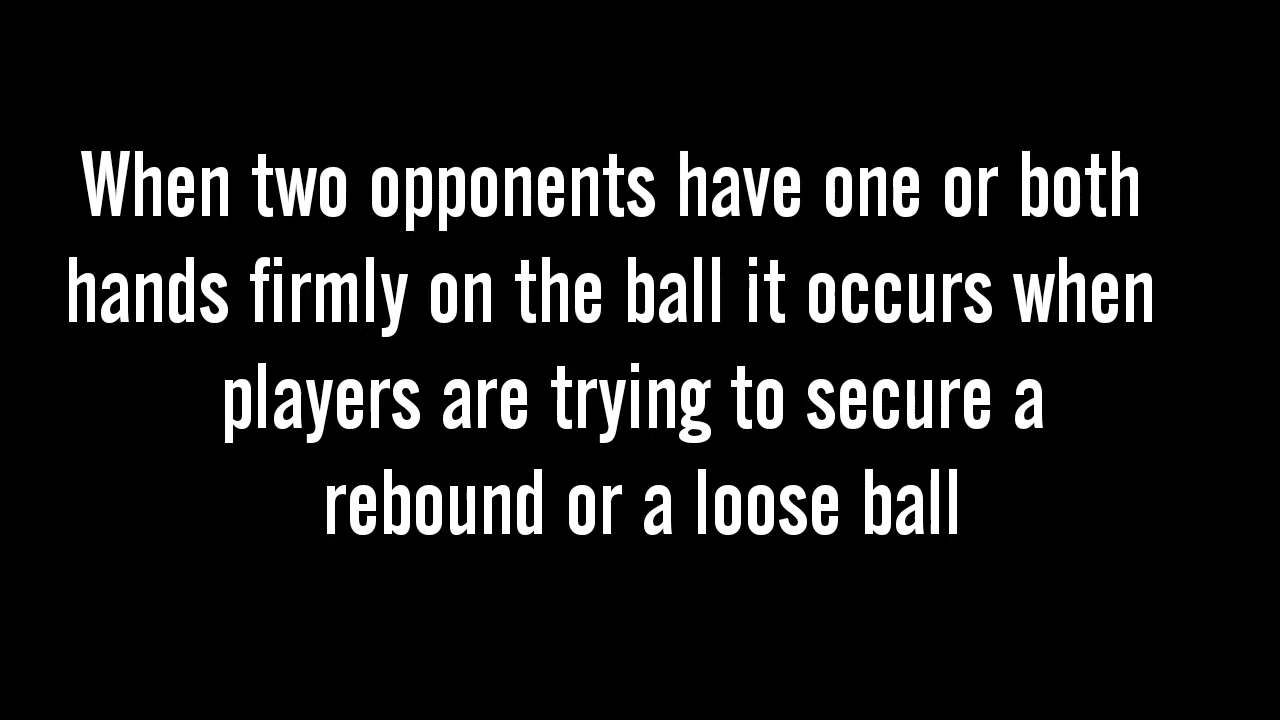 When two opponents have one or both
hands firmly on the ball it occurs when
players are trying to secure a
rebound or a loose ball